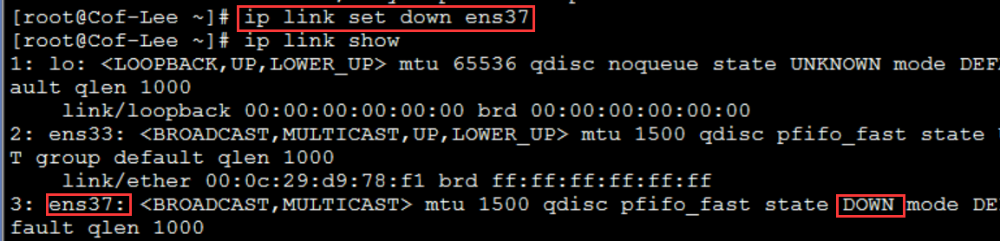 [root@Cof-Lee ~]# ip link set down ens37
[root@Cof-Lee ~]# ip link show
1: lo: <LOOPBACK,UP,LOWER_UP> mtu 65536 qdisc noqueue state UNKNOWN mode DEF
ault qlen 1000
    link/loopback 00:00:00:00:00:00 brd 00:00:00:00:00:00
2: ens33: <BROADCAST,MULTICAST,UP,LOWER_UP> mtu 1500 qdisc pfifo_fast state
T group default qlen 1000
    link/ether 00:0c:29:d9:78:f1 brd ff:ff:ff:ff:ff:ff
3: ens37: <BROADCAST,MULTICAST> mtu 1500 qdisc pfifo_fast state DOWN mode DE
fault qlen 1000